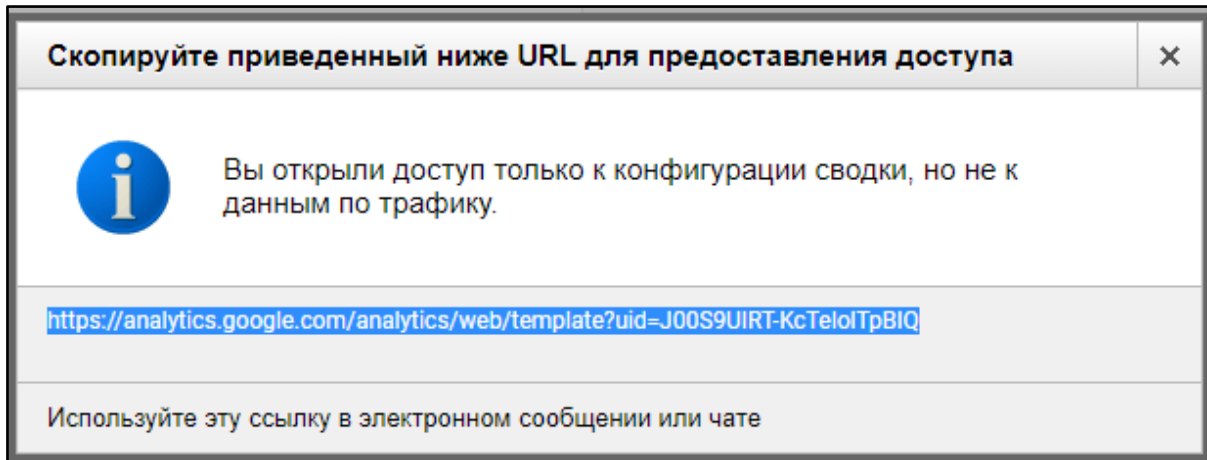 Скопируйте приведенный ниже URL для предоставления доступа
Вы открыли доступ только к конфигурации сводки, но не к
данным по трафику.
https://analytics.google.com/analytics/web/template?uid=J00S9UIRT-KcTeloITpBIQ
Используйте эту ссылку в электронном сообщении или чате